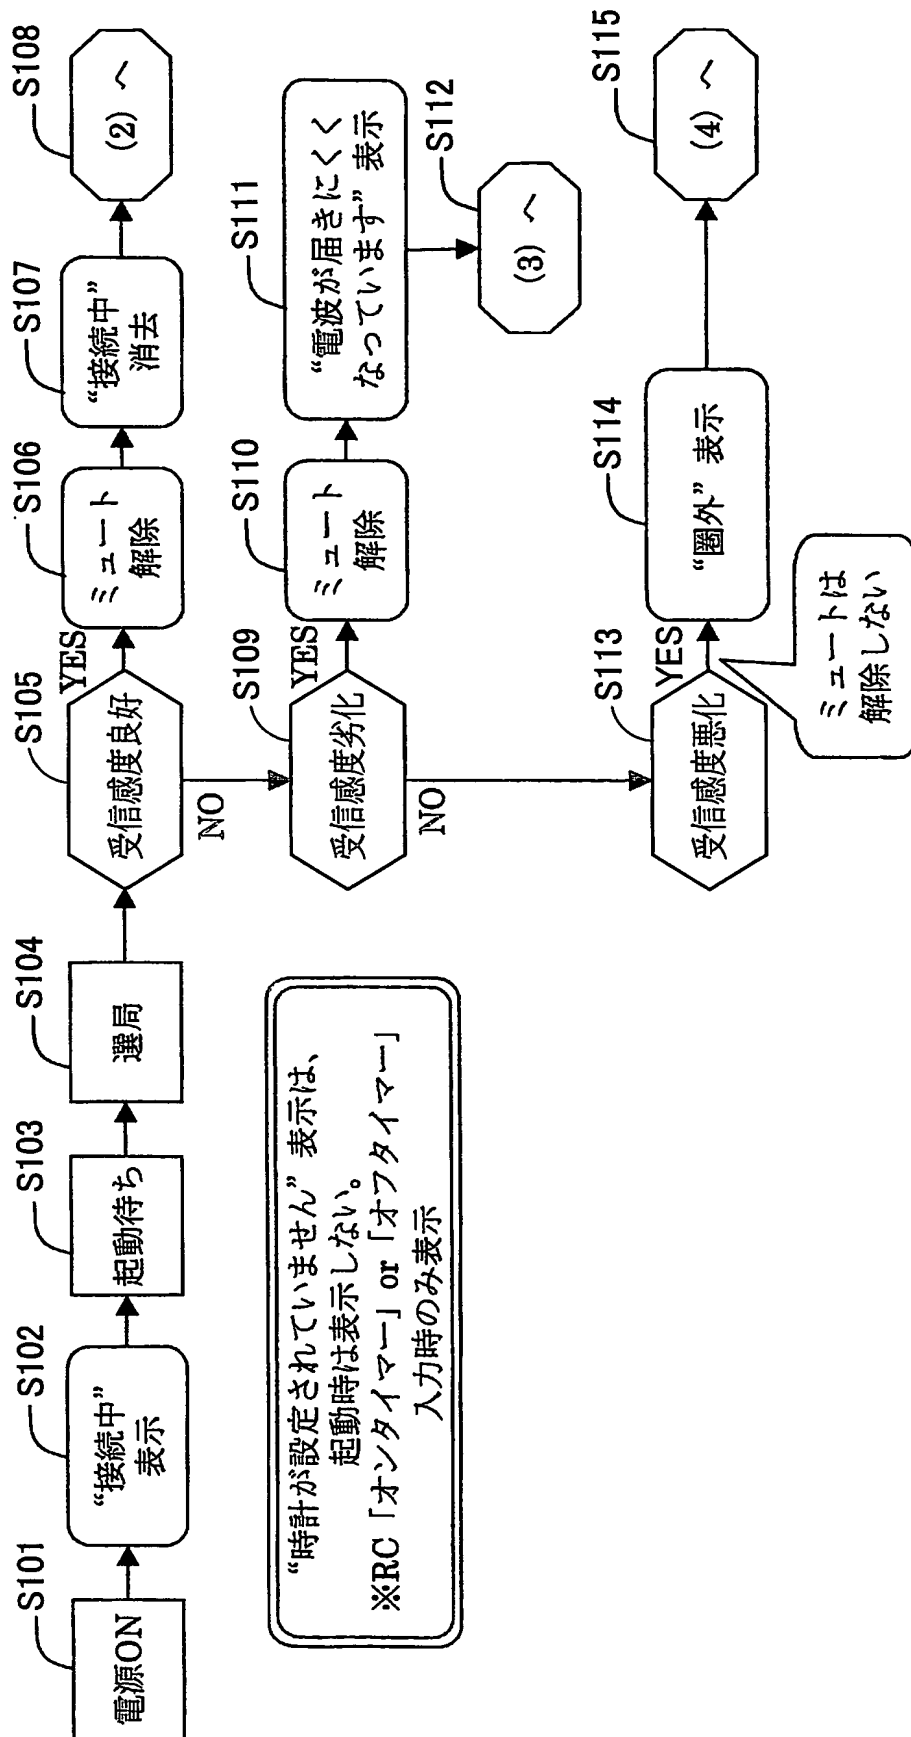 S101
電源ON
S102
“接続中”
表示
S103
起動待ち
S104
選局
S105
受信感度良好
YES
NO
S106
ミュート
解除
S107
“接続中”
消去
S108
(2) へ
S109
受信感度劣化
YES
NO
S110
ミュート
解除
S111
“電波が届きにくく
なっています” 表示
S112
(3) へ
S113
受信感度悪化
YES
ミュートは
解除しない
S114
“圏外” 表示
S115
(4) へ
“時計が設定されていません” 表示は、
起動時は表示しない。
※RC「オンタイマー」or「オフタイマー」
入力時のみ表示